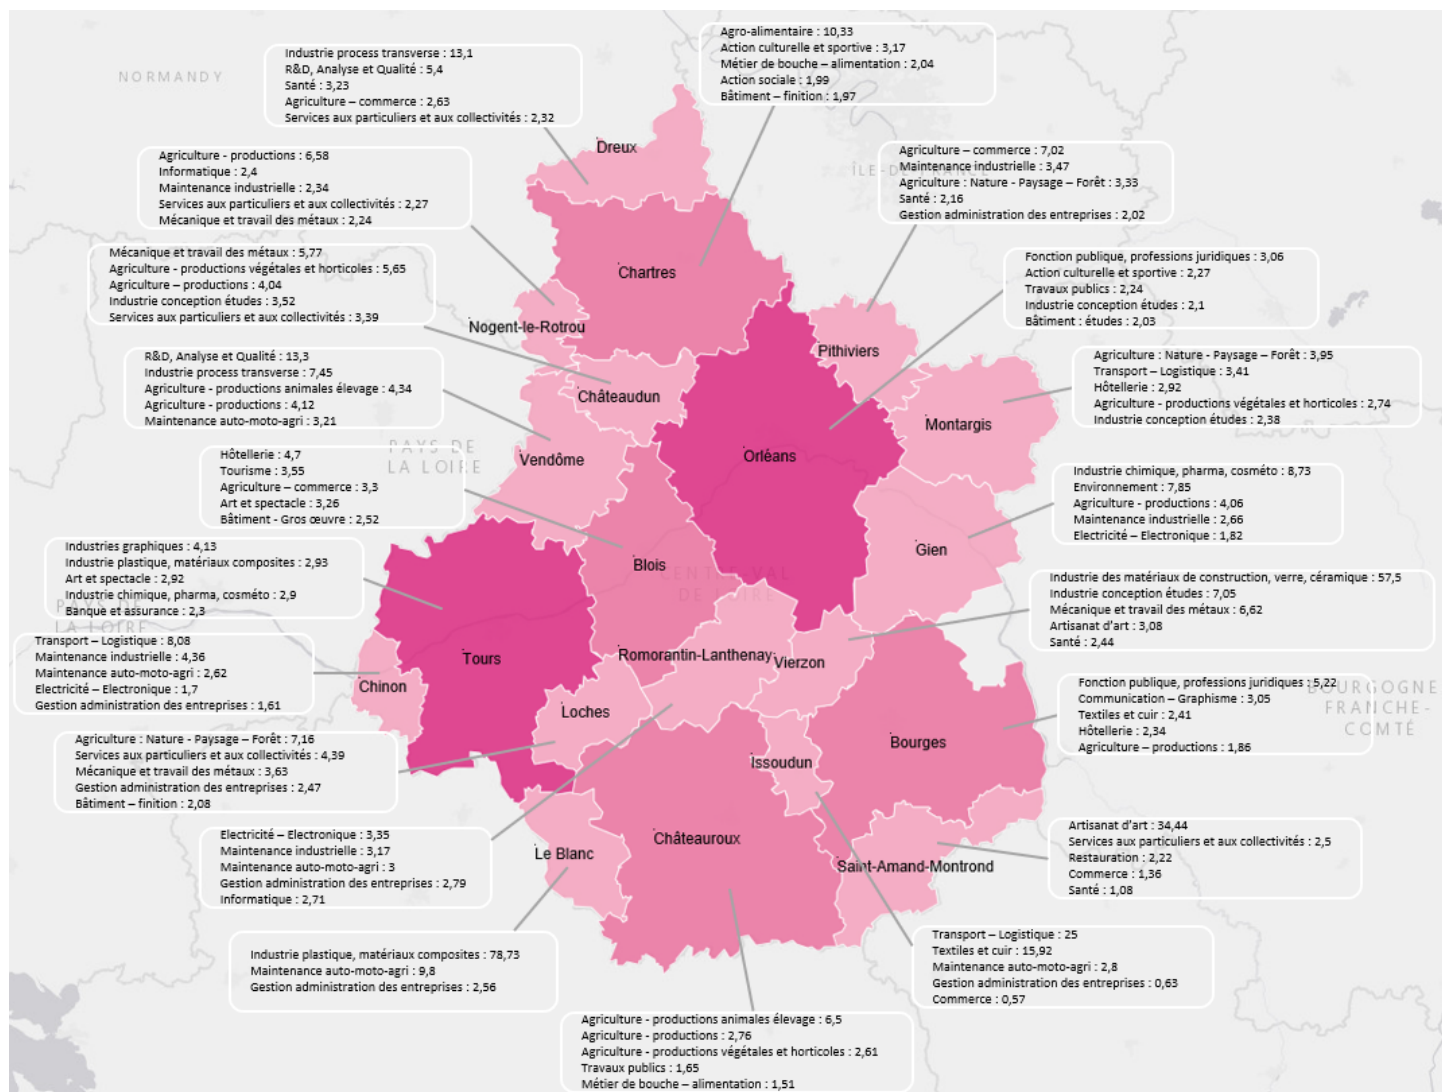 Agro-alimentaire : 10,33
Action culturelle et sportive : 3,17
Métier de bouche – alimentation : 2,04
Action sociale : 1,99
Bâtiment – finition : 1,97
Industrie process transverse : 13,1
R&D, Analyse et Qualité : 5,4
Santé : 3,23
Agriculture – commerce : 2,63
Services aux particuliers et aux collectivités : 2,32
NORMANDY
Dreux
Agriculture - productions : 6,58
Informatique : 2,4
Maintenance industrielle : 2,34
Services aux particuliers et aux collectivités : 2,27
Mécanique et travail des métaux : 2,24
Agriculture – commerce : 7,02
Maintenance industrielle : 3,47
Agriculture : Nature - Paysage – Forêt : 3,33
Santé : 2,16
Gestion administration des entreprises : 2,02
ÎLE-DE-FRANCE
Mécanique et travail des métaux : 5,77
Agriculture - productions végétales et horticoles : 5,65
Agriculture – productions : 4,04
Industrie conception études : 3,52
Services aux particuliers et aux collectivités : 3,39
Chartres
Fonction publique, professions juridiques : 3,06
Action culturelle et sportive : 2,27
Travaux publics : 2,24
Industrie conception études : 2,1
Bâtiment : études : 2,03
Nogent-le-Rotrou
Pithiviers
R&D, Analyse et Qualité : 13,3
Industrie process transverse : 7,45
Agriculture - productions animales élevage : 4,34
Agriculture - productions : 4,12
Maintenance auto-moto-agri : 3,21
Châteaudun
Agriculture : Nature - Paysage – Forêt : 3,95
Transport – Logistique : 3,41
Hôtellerie : 2,92
Agriculture - productions végétales et horticoles : 2,74
Industrie conception études : 2,38
Montargis
PAYS DE
LA LOIRE
Vendôme
Orléans
Hôtellerie : 4,7
Tourisme : 3,55
Agriculture – commerce : 3,3
Art et spectacle : 3,26
Bâtiment - Gros œuvre : 2,52
Industrie chimique, pharma, cosméto : 8,73
Environnement : 7,85
Agriculture - productions : 4,06
Maintenance industrielle : 2,66
Electricité – Electronique : 1,82
Gien
Industries graphiques : 4,13
Industrie plastique, matériaux composites : 2,93
Art et spectacle : 2,92
Industrie chimique, pharma, cosméto : 2,9
Banque et assurance : 2,3
PAYS DE
LA LOIRE
Blois
CENTRE-VAL
DE LOIRE
Industrie des matériaux de construction, verre, céramique : 57,5
Industrie conception études : 7,05
Mécanique et travail des métaux : 6,62
Artisanat d'art : 3,08
Santé : 2,44
Transport – Logistique : 8,08
Maintenance industrielle : 4,36
Maintenance auto-moto-agri : 2,62
Electricité – Electronique : 1,7
Gestion administration des entreprises : 1,61
Tours
Romorantin-Lanthenay
Vierzon
Chinon
Loches
Fonction publique, professions juridiques : 5,22
Communication – Graphisme : 3,05
Textiles et cuir : 2,41
Hôtellerie : 2,34
Agriculture – productions : 1,86
BOURGOGNE
FRANCHE-
COMTÉ
Agriculture : Nature - Paysage – Forêt : 7,16
Services aux particuliers et aux collectivités : 4,39
Mécanique et travail des métaux : 3,63
Gestion administration des entreprises : 2,47
Bâtiment – finition : 2,08
Bourges
Issoudun
Electricité – Electronique : 3,35
Maintenance industrielle : 3,17
Maintenance auto-moto-agri : 3
Gestion administration des entreprises : 2,79
Informatique : 2,71
Le Blanc
Châteauroux
Saint-Amand-Montrond
Artisanat d'art : 34,44
Services aux particuliers et aux collectivités : 2,5
Restauration : 2,22
Commerce : 1,36
Santé : 1,08
Industrie plastique, matériaux composites : 78,73
Maintenance auto-moto-agri : 9,8
Gestion administration des entreprises : 2,56
Transport – Logistique : 25
Textiles et cuir : 15,92
Maintenance auto-moto-agri : 2,8
Gestion administration des entreprises : 0,63
Commerce : 0,57
Agriculture - productions animales élevage : 6,5
Agriculture - productions : 2,76
Agriculture - productions végétales et horticoles : 2,61
Travaux publics : 1,65
Métier de bouche – alimentation : 1,51